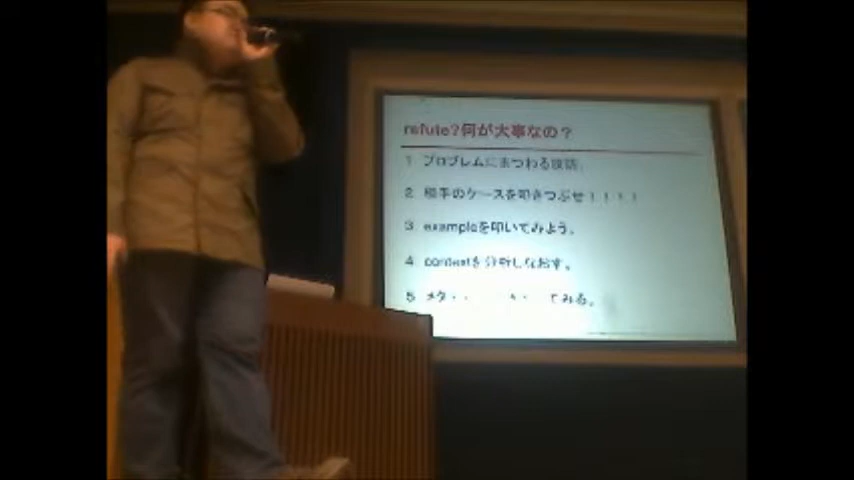 refute?何が大事なの？
1 プロブレムにまつわる
2 相手のケースを叩きつぶせ！！！！
3 exampleを叩いてみよう。
4 contextを分析しなおす。
5 メタ・・ てみる。